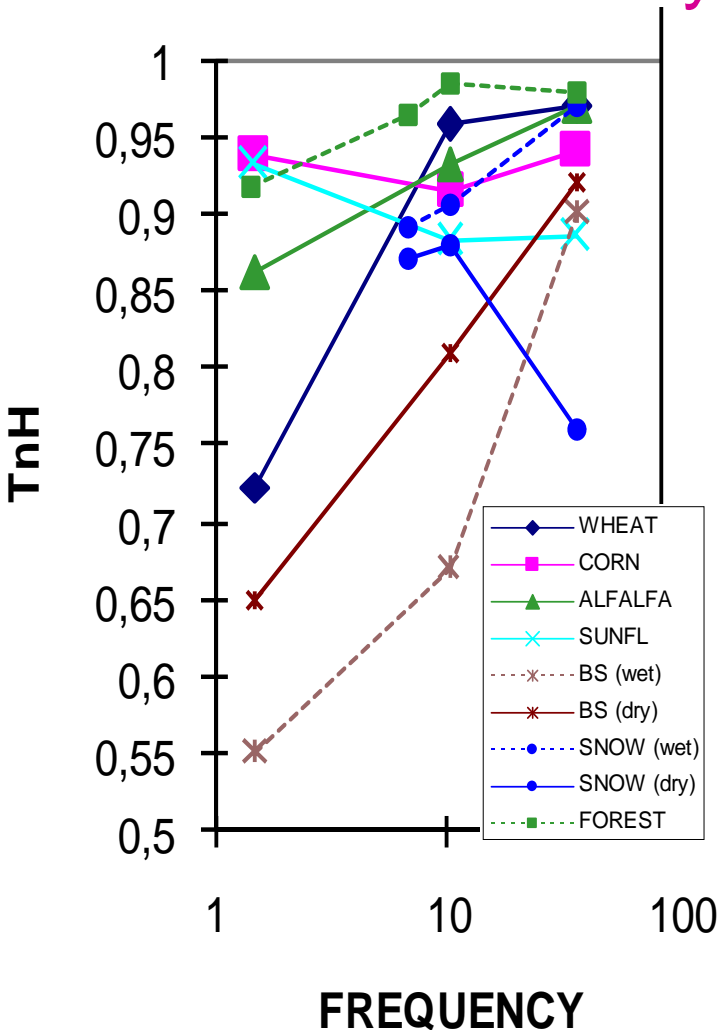 y
1
0,95
0,9
0,85
0,8
0,75
0,7
0,65
0,6
0,55
0,5
TnH
WHEAT
CORN
ALFALFA
SUNFL
BS (wet)
BS (dry)
SNOW (wet)
SNOW (dry)
FOREST
1 10 100
FREQUENCY